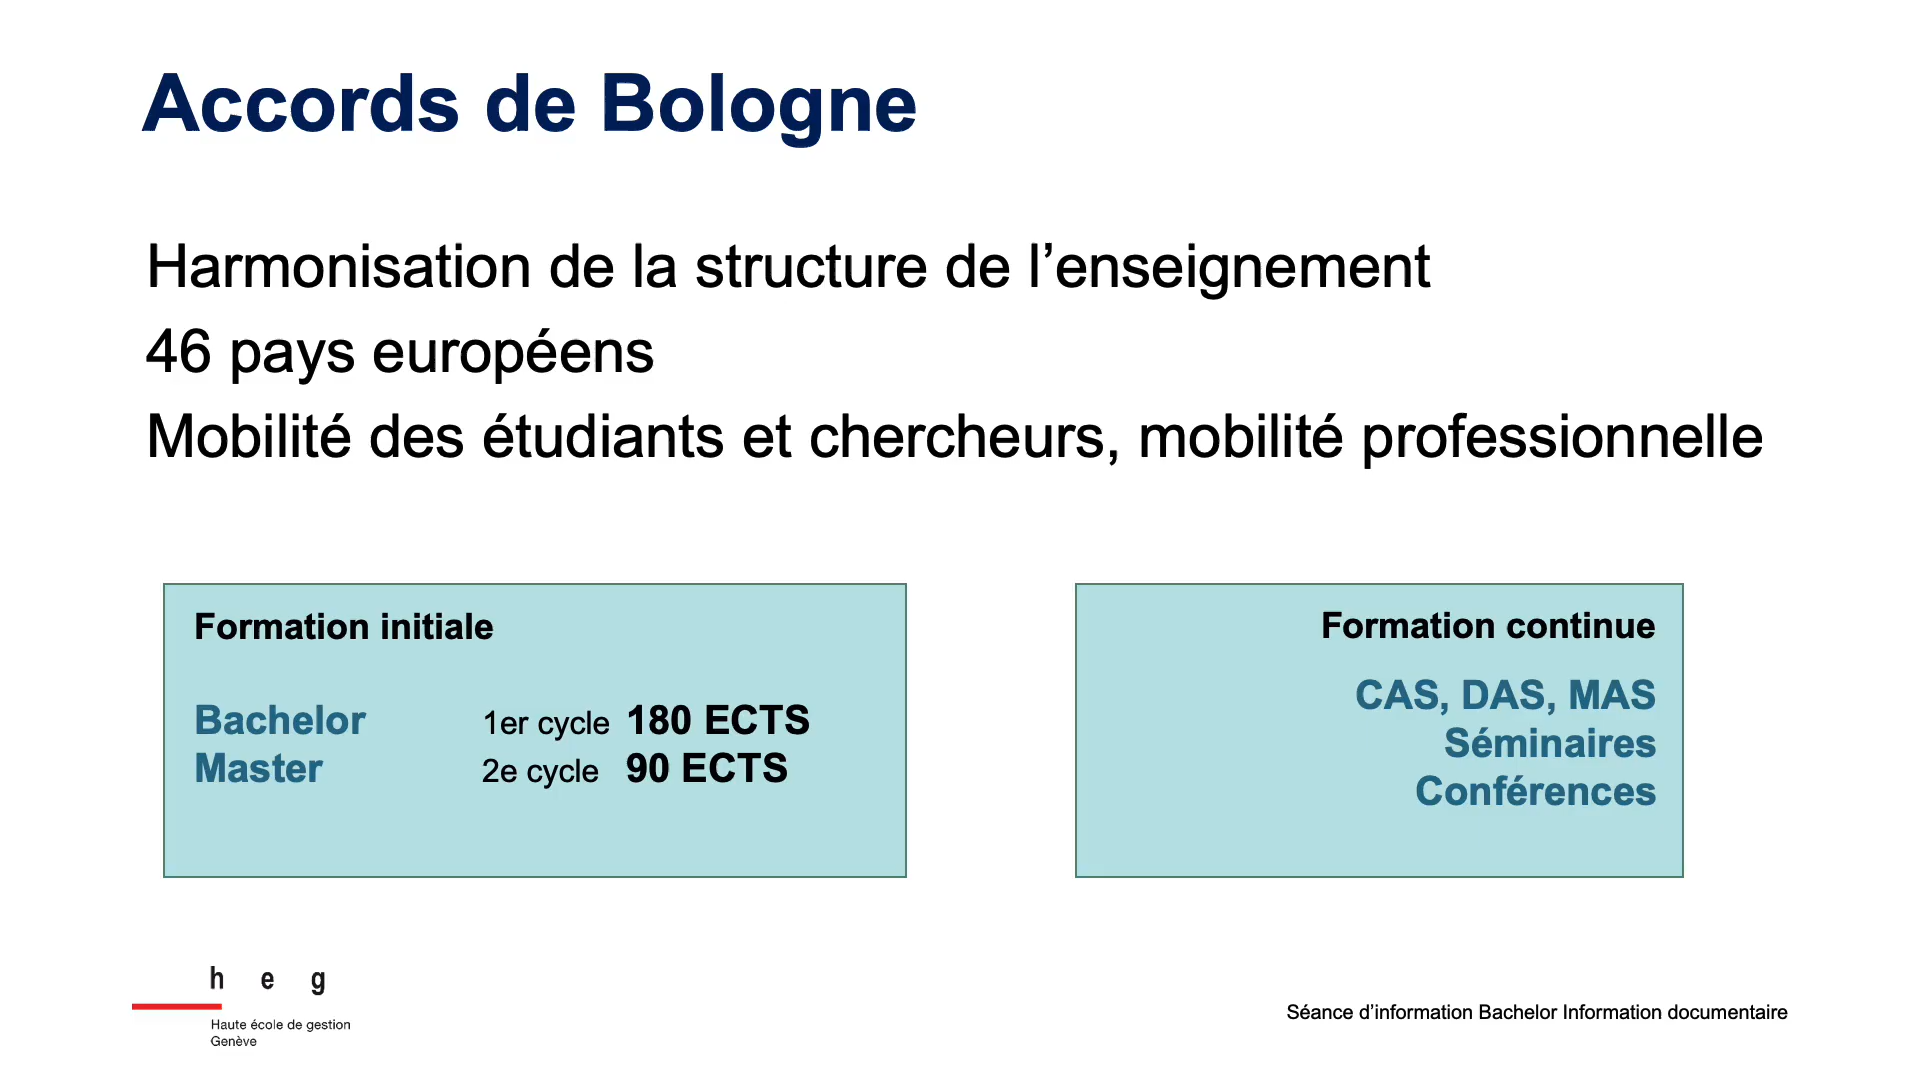 Accords de Bologne
Harmonisation de la structure de l’enseignement
46 pays européens
Mobilité des étudiants et chercheurs, mobilité professionnelle
Formation initiale
Bachelor 1er cycle 180 ECTS
Master 2e cycle 90 ECTS
Formation continue
CAS, DAS, MAS
Séminaires
Conférences
h e g
Haute école de gestion
Genève
Séance d’information Bachelor Information documentaire